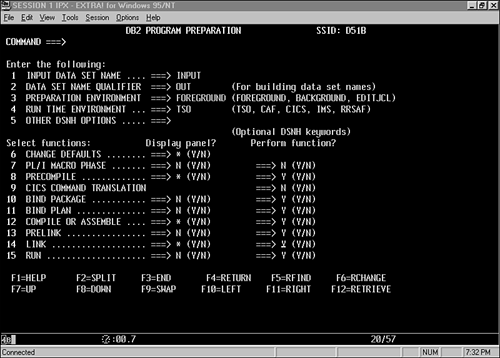 SESSION 1 IPX - EXTRA! for Windows 95/NT
File Edit View Tools Session Options Help
DB2 PROGRAM PREPARATION SSID: D51B
COMMAND ===>
Enter the following:
1 INPUT DATA SET NAME .... ===> INPUT
2 DATA SET NAME QUALIFIER ===> OUT (For building data set names)
3 PREPARATION ENVIRONMENT ===> FOREGROUND (FOREGROUND, BACKGROUND, EDITJCL)
4 RUN TIME ENVIRONMENT ... ===> TSO (TSO, CAF, CICS, IMS, RRSAF)
5 OTHER DSNH OPTIONS ..... ===>
(Optional DSNH keywords)
Select functions: Display panel? Perform function?
6 CHANGE DEFAULTS ........ ===> * (Y/N)
7 PL/I MACRO PHASE ....... ===> N (Y/N) ===> N (Y/N)
8 PRECOMPILE ............. ===> * (Y/N) ===> Y (Y/N)
9 CICS COMMAND TRANSLATION ===> N (Y/N)
10 BIND PACKAGE ........... ===> N (Y/N) ===> Y (Y/N)
11 BIND PLAN .............. ===> N (Y/N) ===> Y (Y/N)
12 COMPILE OR ASSEMBLE .... ===> * (Y/N) ===> Y (Y/N)
13 PRELINK ................ ===> N (Y/N) ===> Y (Y/N)
14 LINK ................... ===> * (Y/N) ===> Y (Y/N)
15 RUN .................... ===> N (Y/N) ===> Y (Y/N)
F1=HELP F2=SPLIT F3=END F4=RETURN F5=RFIND F6=RCHANGE
F7=UP F8=DOWN F9=SWAP F10=LEFT F11=RIGHT F12=RETRIEVE
:00.7 20/57
Connected NUM 7:32 PM